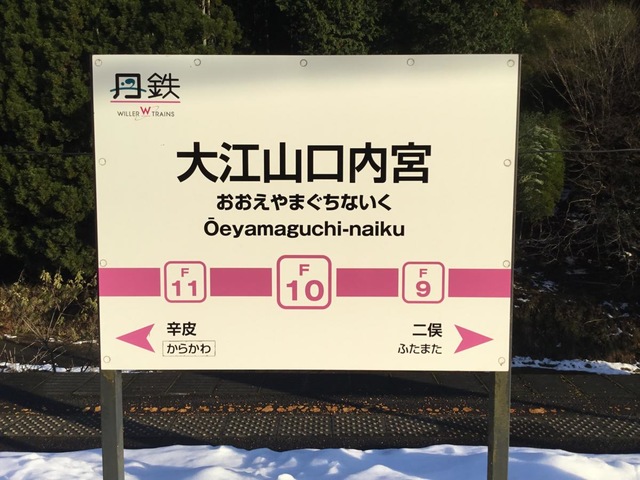 丹鉄
WILLER TRAINS
大江山口内宮
おおえやまぐちないく
Ōeyamaguchi-naiku
F 11
F 10
F 9
辛皮
からかわ
二俣
ふたまた